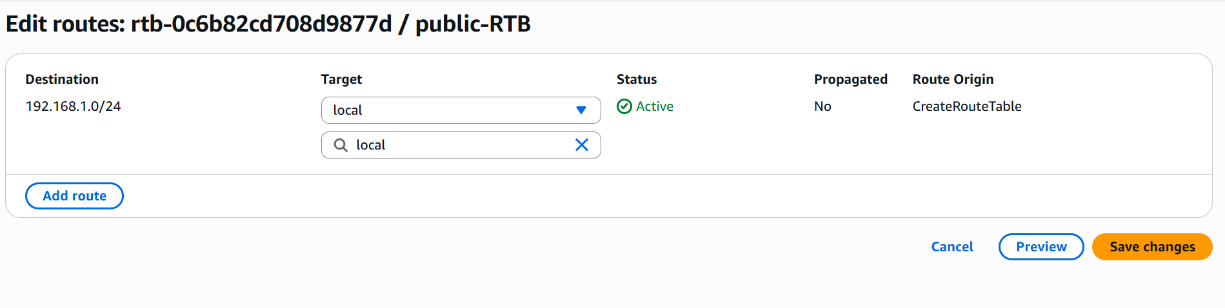 Edit routes: rtb-0c6b82cd708d9877d / public-RTB
Destination Target Status Propagated Route Origin
192.168.1.0/24 local Active No CreateRouteTable
local
Add route
Cancel Preview Save changes